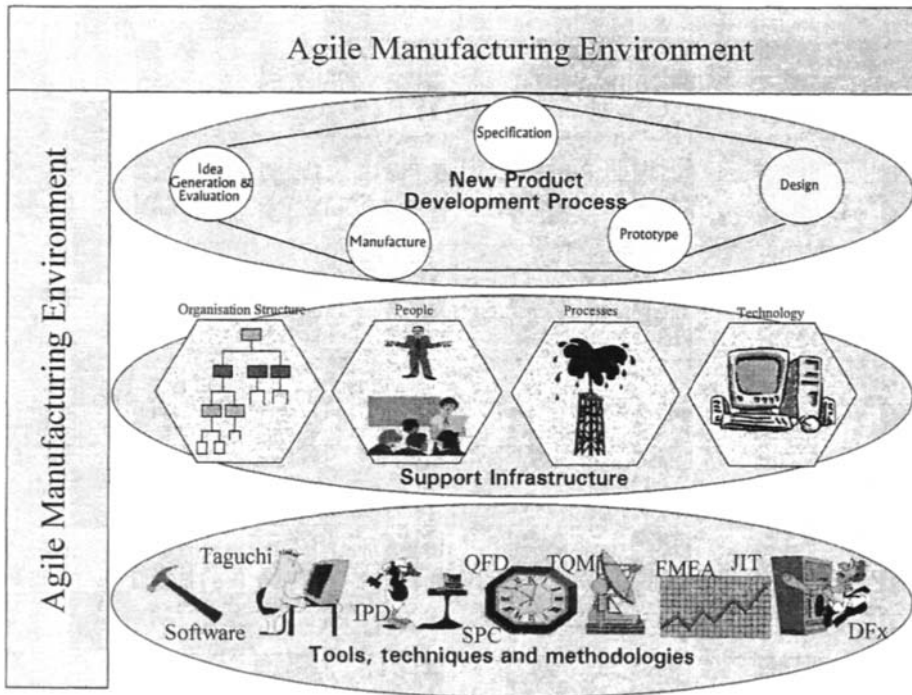 Agile Manufacturing Environment
Agile Manufacturing Environment
Specification
Idea
Generation &
Evaluation
New Product
Development Process
Design
Manufacture
Prototype
Organisation Structure
People
Processes
Technology
Support Infrastructure
Taguchi
QFD
TQM
FMEA
JIT
Software
IPD
SPC
DFx
Tools, techniques and methodologies